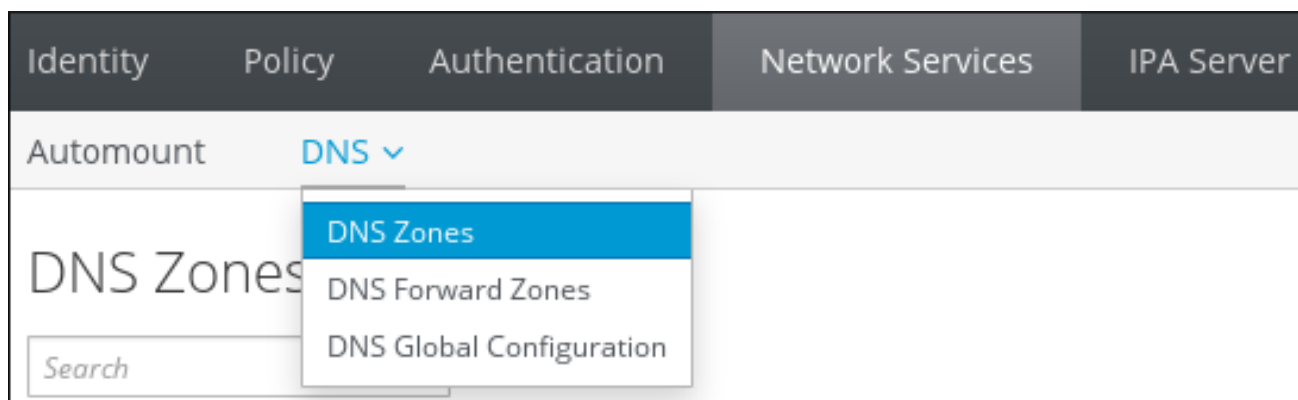 Identity Policy Authentication Network Services IPA Server
Automount DNS
DNS Zones
DNS Zones
DNS Forward Zones
DNS Global Configuration
Search